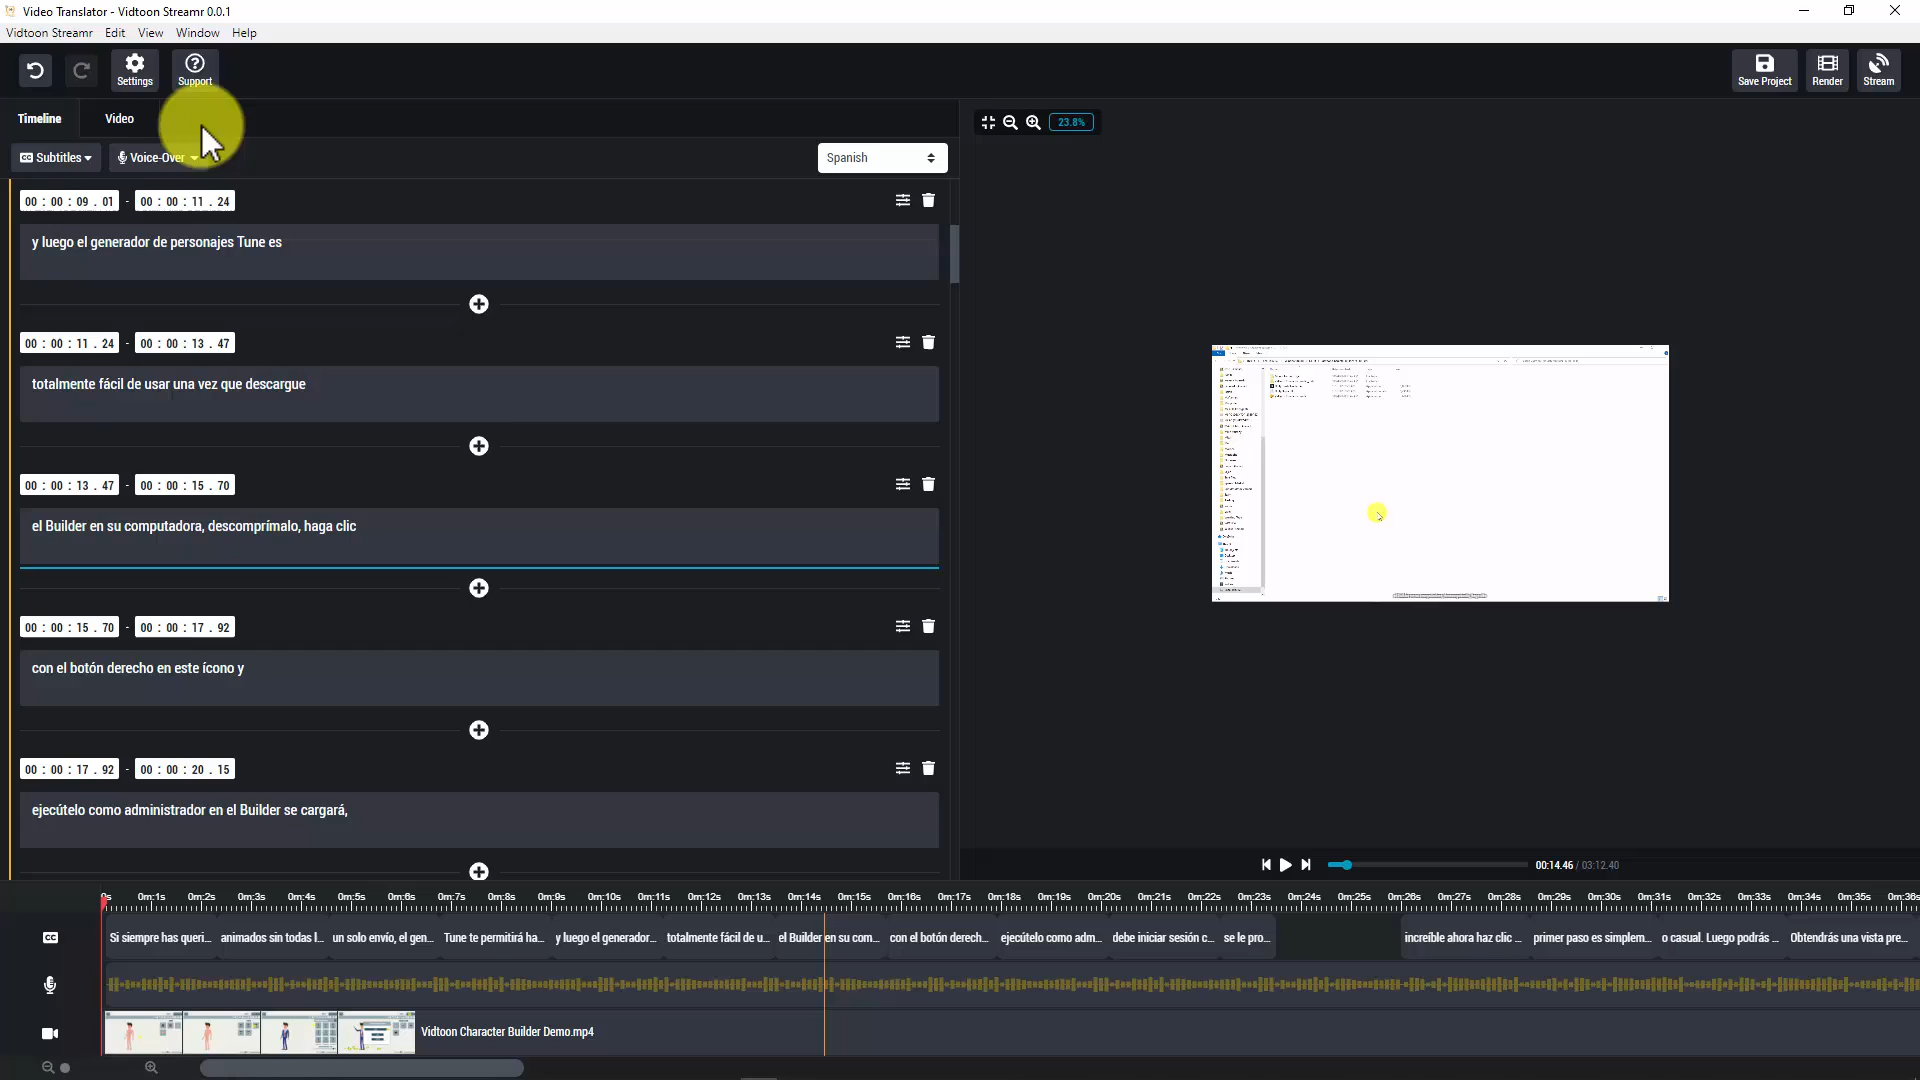 Video Translator - Vidtoon Streamr 0.0.1
Vidtoon Streamr Edit View Window Help
Settings
Support
Save Project
Render
Stream
Timeline
Video
CC Subtitles
Voice-Over
Spanish
23.8%
00 : 00 : 09 . 01 - 00 : 00 : 11 . 24
y luego el generador de personajes Tune es
00 : 00 : 11 . 24 - 00 : 00 : 13 . 47
totalmente fácil de usar una vez que descargue
00 : 00 : 13 . 47 - 00 : 00 : 15 . 70
el Builder en su computadora, descomprímalo, haga clic
00 : 00 : 15 . 70 - 00 : 00 : 17 . 92
con el botón derecho en este ícono y
00 : 00 : 17 . 92 - 00 : 00 : 20 . 15
ejecútelo como administrador en el Builder se cargará,
00:14.46 / 03:12.40
0m:1s 0m:2s 0m:3s 0m:4s 0m:5s 0m:6s 0m:7s 0m:8s 0m:9s 0m:10s 0m:11s 0m:12s 0m:13s 0m:14s 0m:15s 0m:16s 0m:17s 0m:18s 0m:19s 0m:20s 0m:21s 0m:22s 0m:23s 0m:24s 0m:25s 0m:26s 0m:27s 0m:28s 0m:29s 0m:30s 0m:31s 0m:32s 0m:33s 0m:34s 0m:35s 0m:36s
CC
Si siempre has queri... animados sin todas l... un solo envío, el gen... Tune te permitirá ha... y luego el generador... totalmente fácil de u... el Builder en su com... con el botón derech... ejecútelo como adm... debe iniciar sesión c... se le pro... increíble ahora haz clic ... primer paso es simplem... o casual. Luego podrás ... Obtendrás una vista pre...
Vidtoon Character Builder Demo.mp4